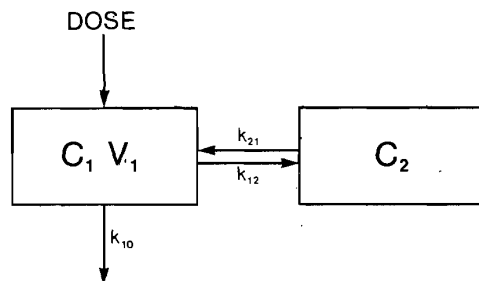 DOSE
C₁ V₁
k₂₁
k₁₂
C₂
k₁₀